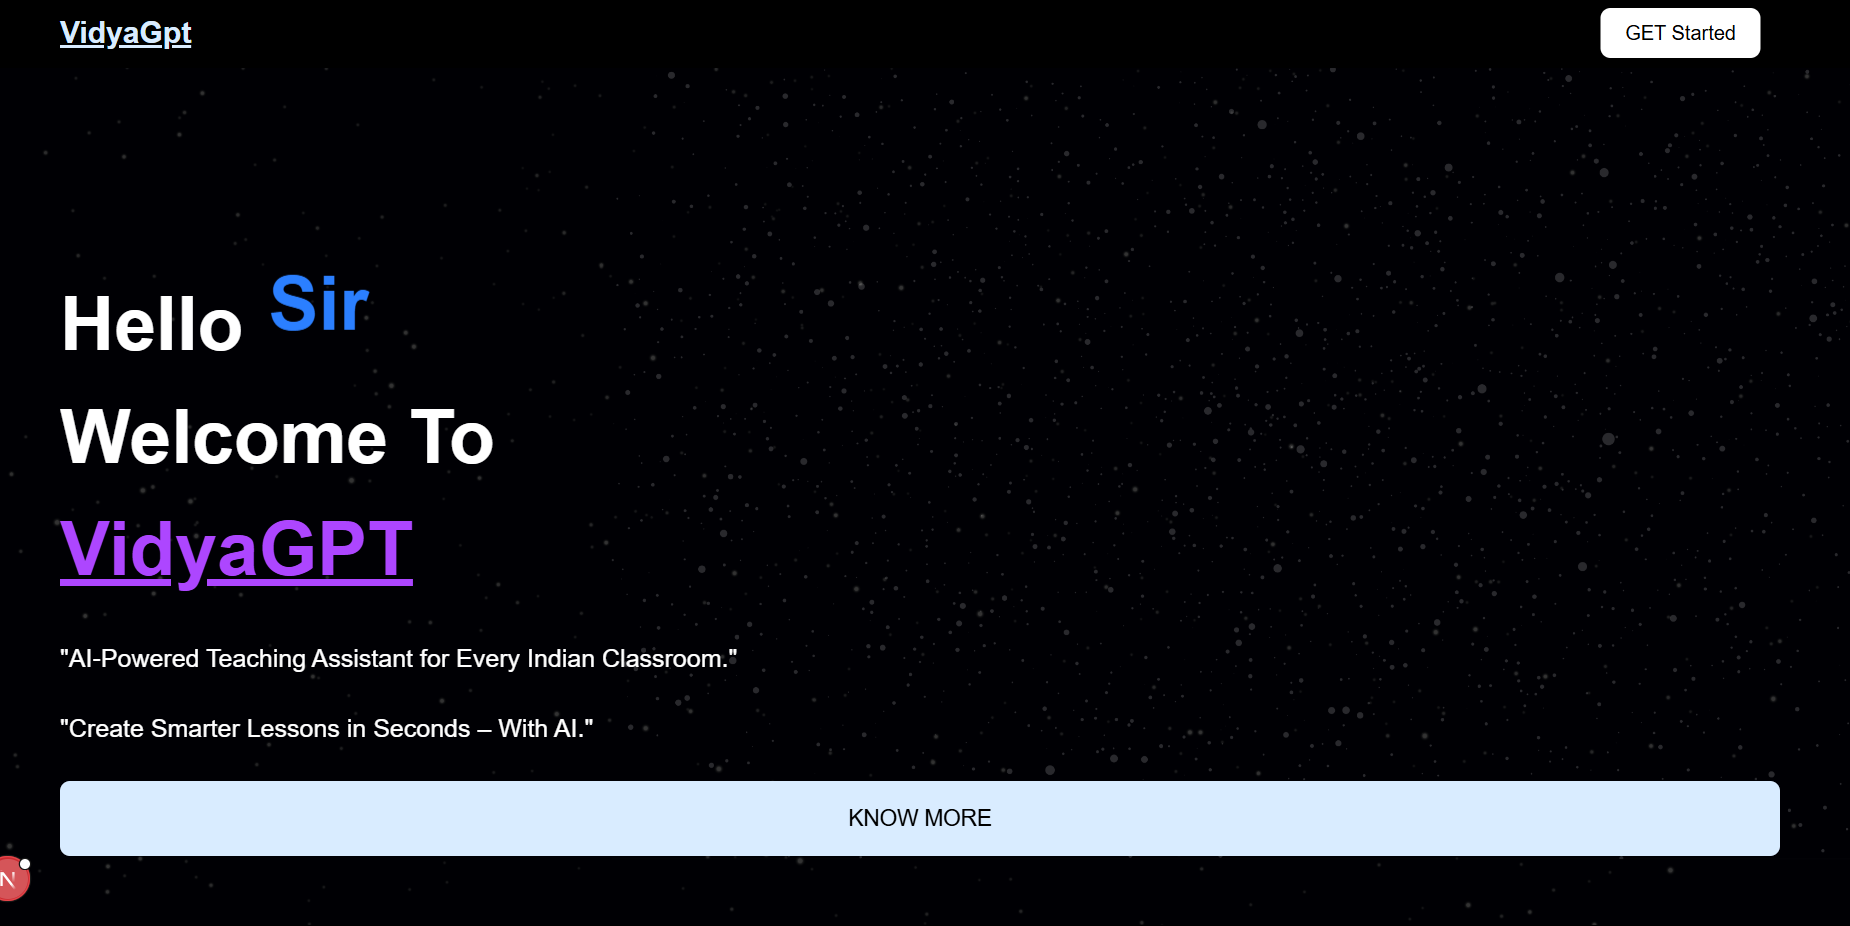 VidyaGpt
GET Started
Hello Sir
Welcome To
VidyaGPT
"AI-Powered Teaching Assistant for Every Indian Classroom."
"Create Smarter Lessons in Seconds – With AI."
KNOW MORE
N